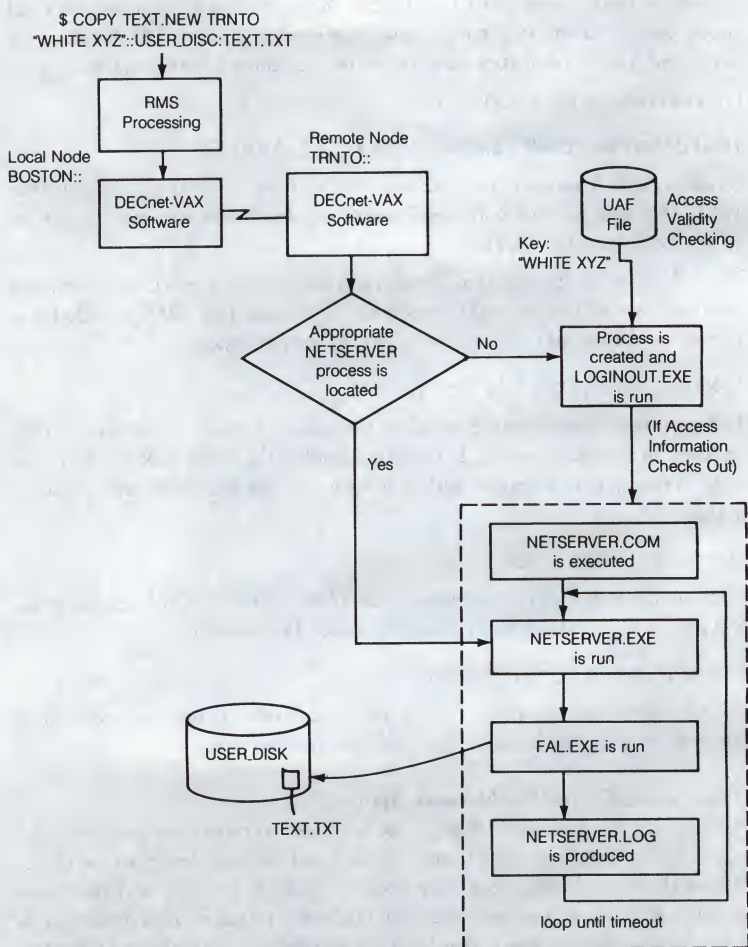 $ COPY TEXT.NEW TRNTO
"WHITE XYZ"::USER_DISC:TEXT.TXT
RMS
Processing
Local Node
BOSTON::
DECnet-VAX
Software
Remote Node
TRNTO::
DECnet-VAX
Software
UAF
File
Access
Validity
Checking
Key:
"WHITE XYZ"
Appropriate
NETSERVER
process is
located
No
Process is
created and
LOGINOUT.EXE
is run
(If Access
Information
Checks Out)
Yes
NETSERVER.COM
is executed
NETSERVER.EXE
is run
FAL.EXE is run
USER_DISK
TEXT.TXT
NETSERVER.LOG
is produced
loop until timeout